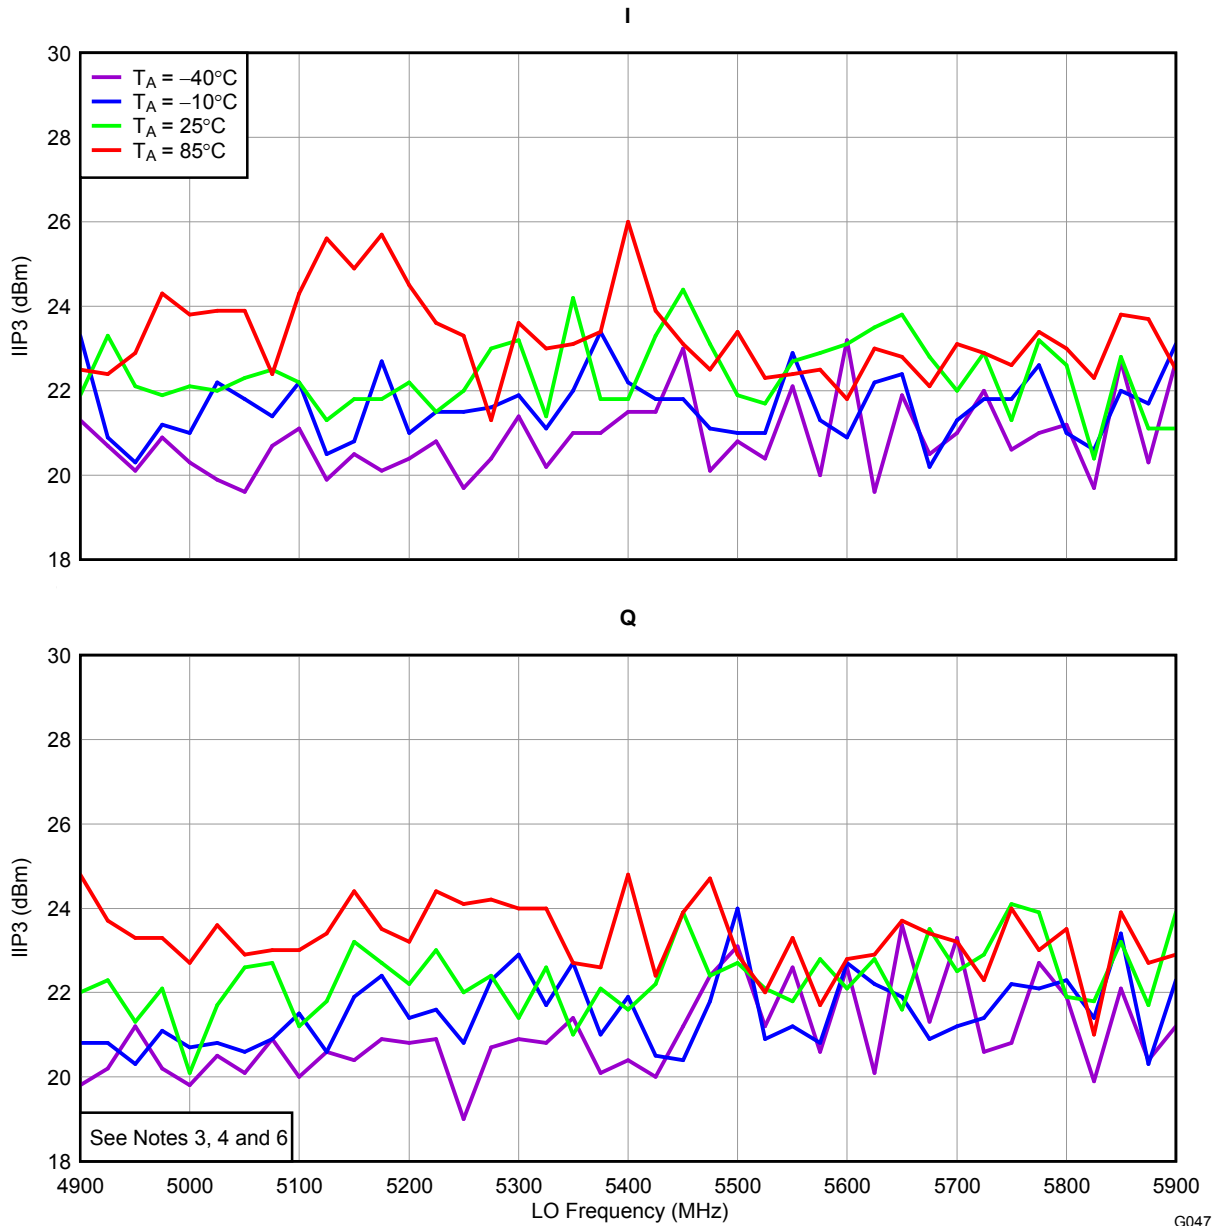 I
30
28
26
24
22
20
18
IIP3 (dBm)
T_A = −40°C
T_A = −10°C
T_A = 25°C
T_A = 85°C
Q
30
28
26
24
22
20
18
IIP3 (dBm)
See Notes 3, 4 and 6
4900 5000 5100 5200 5300 5400 5500 5600 5700 5800 5900
LO Frequency (MHz)
G047